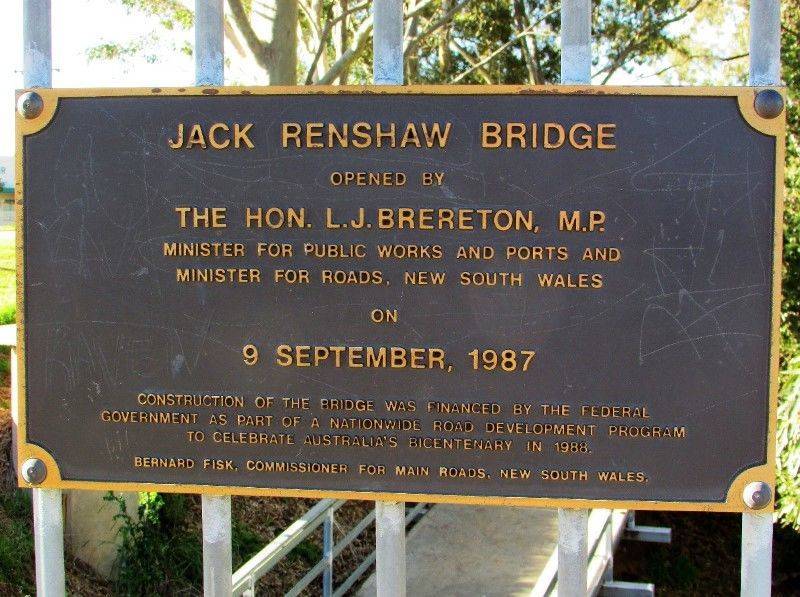 JACK RENSHAW BRIDGE
OPENED BY
THE HON. L.J. BRERETON, M.P.
MINISTER FOR PUBLIC WORKS AND PORTS AND
MINISTER FOR ROADS, NEW SOUTH WALES
ON
9 SEPTEMBER, 1987
CONSTRUCTION OF THE BRIDGE WAS FINANCED BY THE FEDERAL
GOVERNMENT AS PART OF A NATIONWIDE ROAD DEVELOPMENT PROGRAM
TO CELEBRATE AUSTRALIA'S BICENTENARY IN 1988.
BERNARD FISK, COMMISSIONER FOR MAIN ROADS, NEW SOUTH WALES.